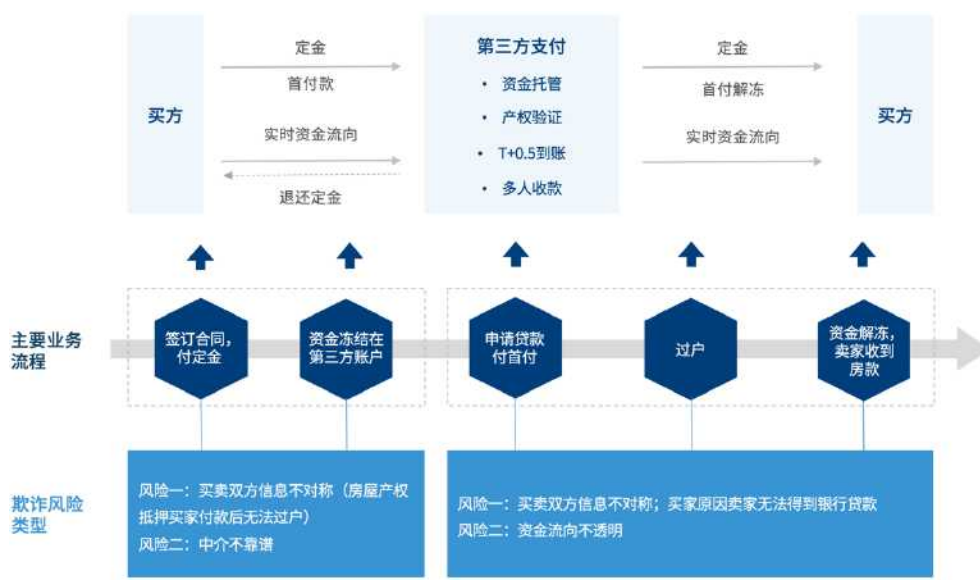 定金
首付款
买方
实时资金流向
退还定金
第三方支付
• 资金托管
• 产权验证
• T+0.5到账
• 多人收款
定金
首付解冻
实时资金流向
买方
主要业务
流程
签订合同，
付定金
资金冻结在
第三方账户
申请贷款
付首付
过户
资金解冻，
卖家收到
房款
欺诈风险
类型
风险一：买卖双方信息不对称（房屋产权
抵押买家付款后无法过户）
风险二：中介不靠谱
风险一：买卖双方信息不对称；买家原因卖家无法得到银行贷款
风险二：资金流向不透明